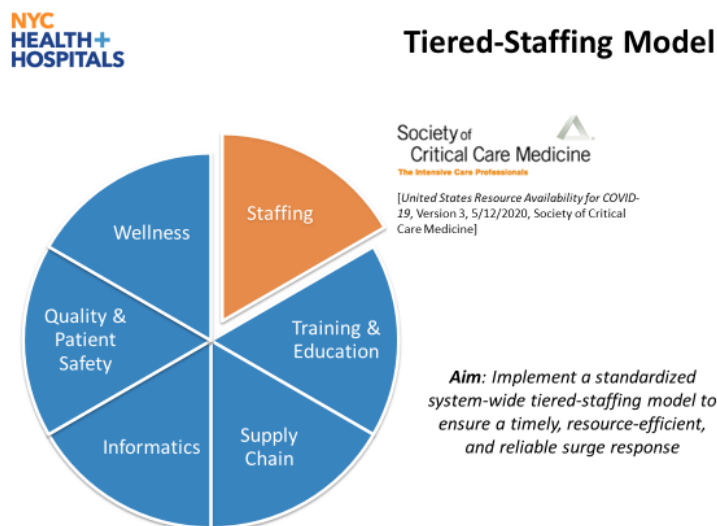 NYC
HEALTH+
HOSPITALS
Tiered-Staffing Model
Society of
Critical Care Medicine
The Intensive Care Professionals
[United States Resource Availability for COVID-
19, Version 3, 5/12/2020, Society of Critical
Care Medicine]
Staffing
Wellness
Quality &
Patient
Safety
Training &
Education
Informatics
Supply
Chain
Aim: Implement a standardized
system-wide tiered-staffing model to
ensure a timely, resource-efficient,
and reliable surge response